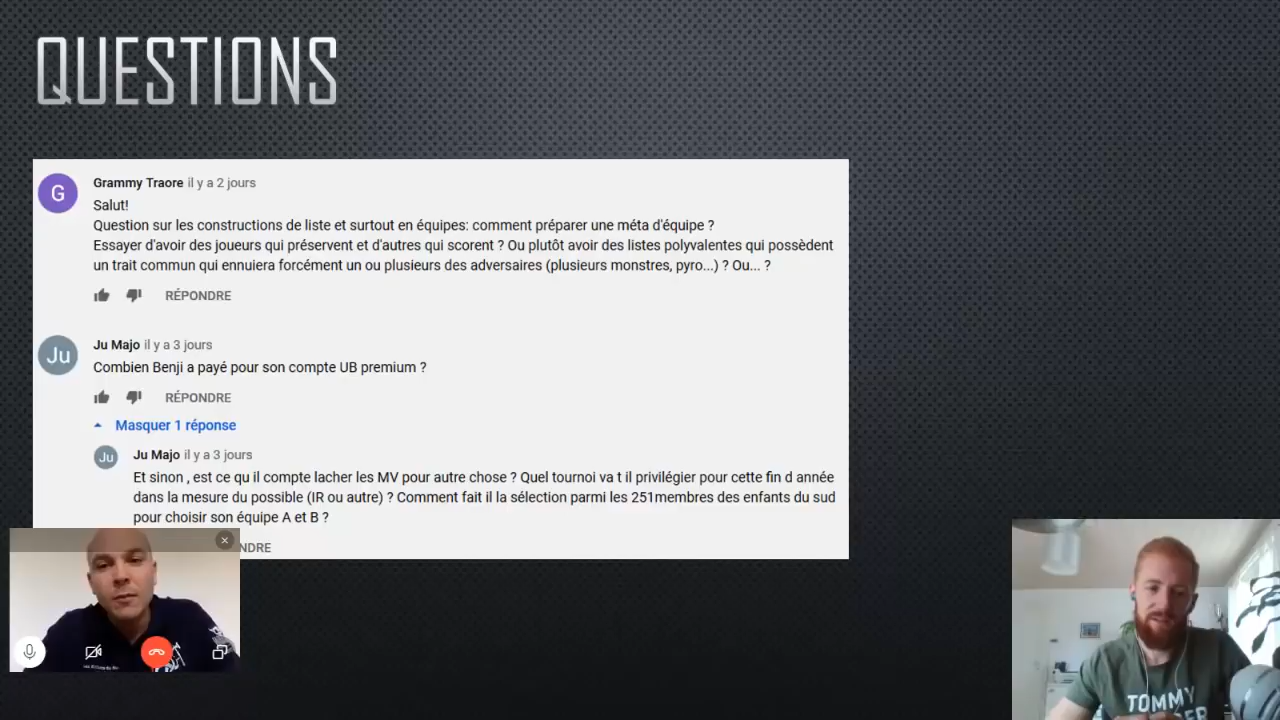 QUESTIONS
G
Grammy Traore il y a 2 jours
Salut!
Question sur les constructions de liste et surtout en équipes: comment préparer une méta d'équipe ?
Essayer d'avoir des joueurs qui préservent et d'autres qui scorent ? Ou plutôt avoir des listes polyvalentes qui possèdent
un trait commun qui ennuiera forcément un ou plusieurs des adversaires (plusieurs monstres, pyro...) ? Ou... ?
RÉPONDRE
Ju
Ju Majo il y a 3 jours
Combien Benji a payé pour son compte UB premium ?
RÉPONDRE
Masquer 1 réponse
Ju
Ju Majo il y a 3 jours
Et sinon , est ce qu il compte lacher les MV pour autre chose ? Quel tournoi va t il privilégier pour cette fin d année
dans la mesure du possible (IR ou autre) ? Comment fait il la sélection parmi les 251membres des enfants du sud
pour choisir son équipe A et B ?
NDRE
TOMMY